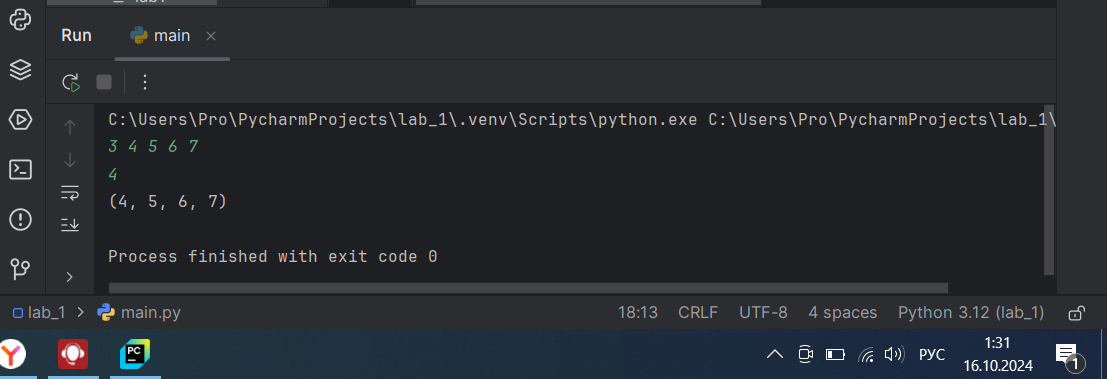 Run main
C:\Users\Pro\PycharmProjects\lab_1\.venv\Scripts\python.exe C:\Users\Pro\PycharmProjects\lab_1\
3 4 5 6 7
4
(4, 5, 6, 7)
Process finished with exit code 0
lab_1 > main.py 18:13 CRLF UTF-8 4 spaces Python 3.12 (lab_1)
Y PC РУС 1:31
16.10.2024 1